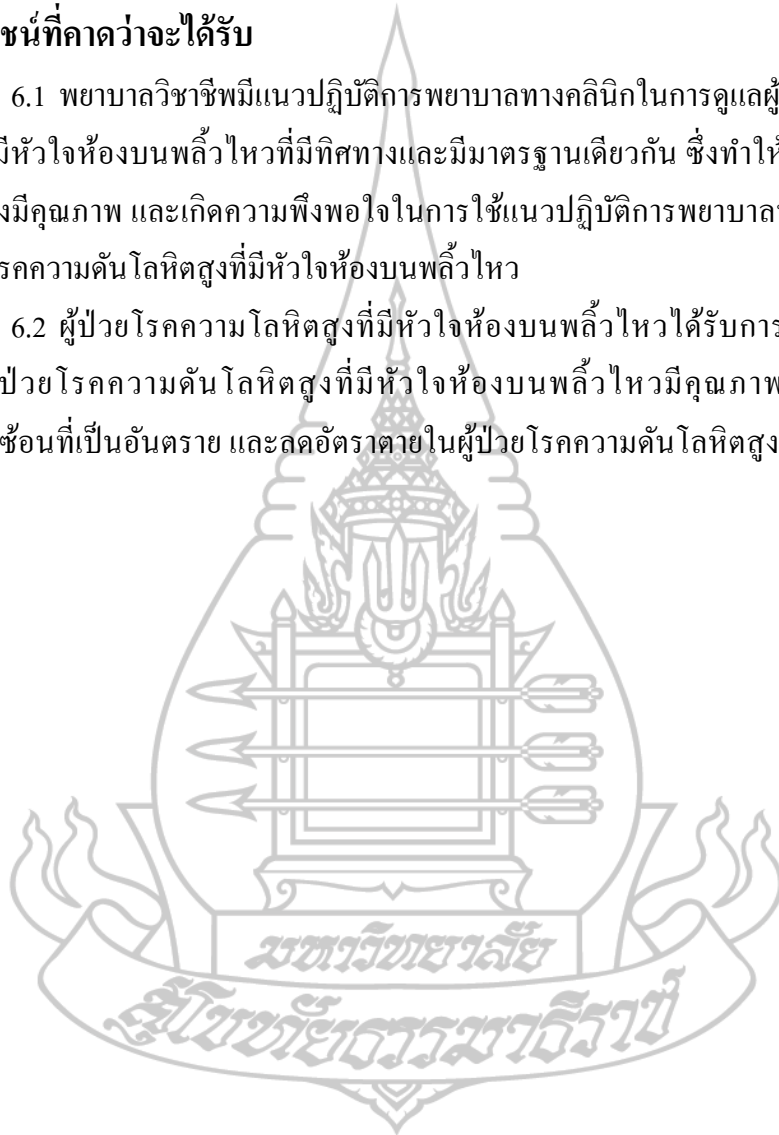 ชน์ที่คาดว่าจะได้รับ
6.1 พยาบาลวิชาชีพมีแนวปฏิบัติการพยาบาลทางคลินิกในการดูแลผู้
มีหัวใจห้องบนพลิ้วไหวที่มีทิศทางและมีมาตรฐานเดียวกัน ซึ่งทำให้
งมีคุณภาพ และเกิดความพึงพอใจในการใช้แนวปฏิบัติการพยาบาล
รคความดันโลหิตสูงที่มีหัวใจห้องบนพลิ้วไหว
6.2 ผู้ป่วยโรคความโลหิตสูงที่มีหัวใจห้องบนพลิ้วไหวได้รับการ
ป่วยโรคความดันโลหิตสูงที่มีหัวใจห้องบนพลิ้วไหวมีคุณภาพ
ซ้อนที่เป็นอันตราย และลดอัตราตายในผู้ป่วยโรคความดันโลหิตสูง
มหาวิทยาลัย
สุโขทัยธรรมาธิราช